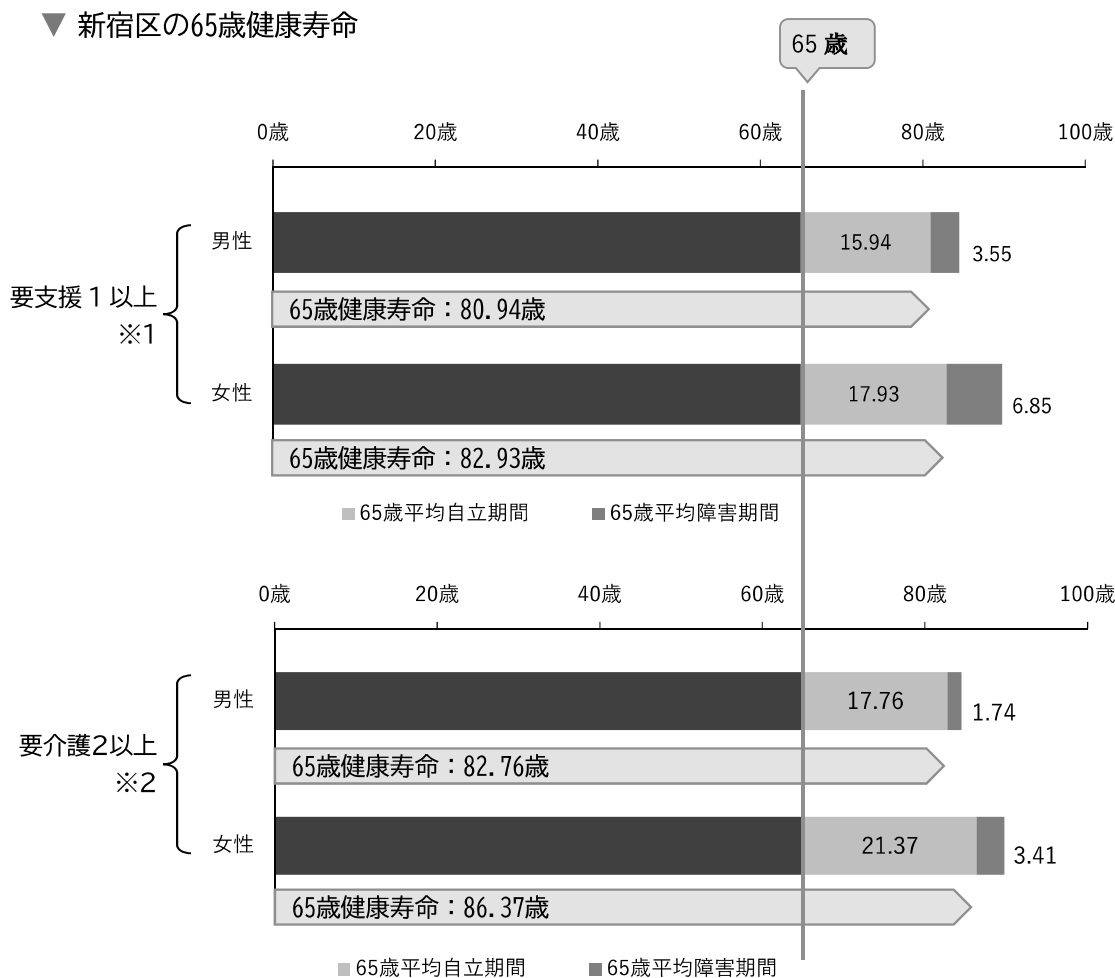 ▼ 新宿区の65歳健康寿命
65 歳
0歳 20歳 40歳 60歳 80歳 100歳
要支援１以上
※1
男性
15.94
3.55
65歳健康寿命：80.94歳
女性
17.93
6.85
65歳健康寿命：82.93歳
65歳平均自立期間 65歳平均障害期間
0歳 20歳 40歳 60歳 80歳 100歳
要介護2以上
※2
男性
17.76
1.74
65歳健康寿命：82.76歳
女性
21.37
3.41
65歳健康寿命：86.37歳
65歳平均自立期間 65歳平均障害期間